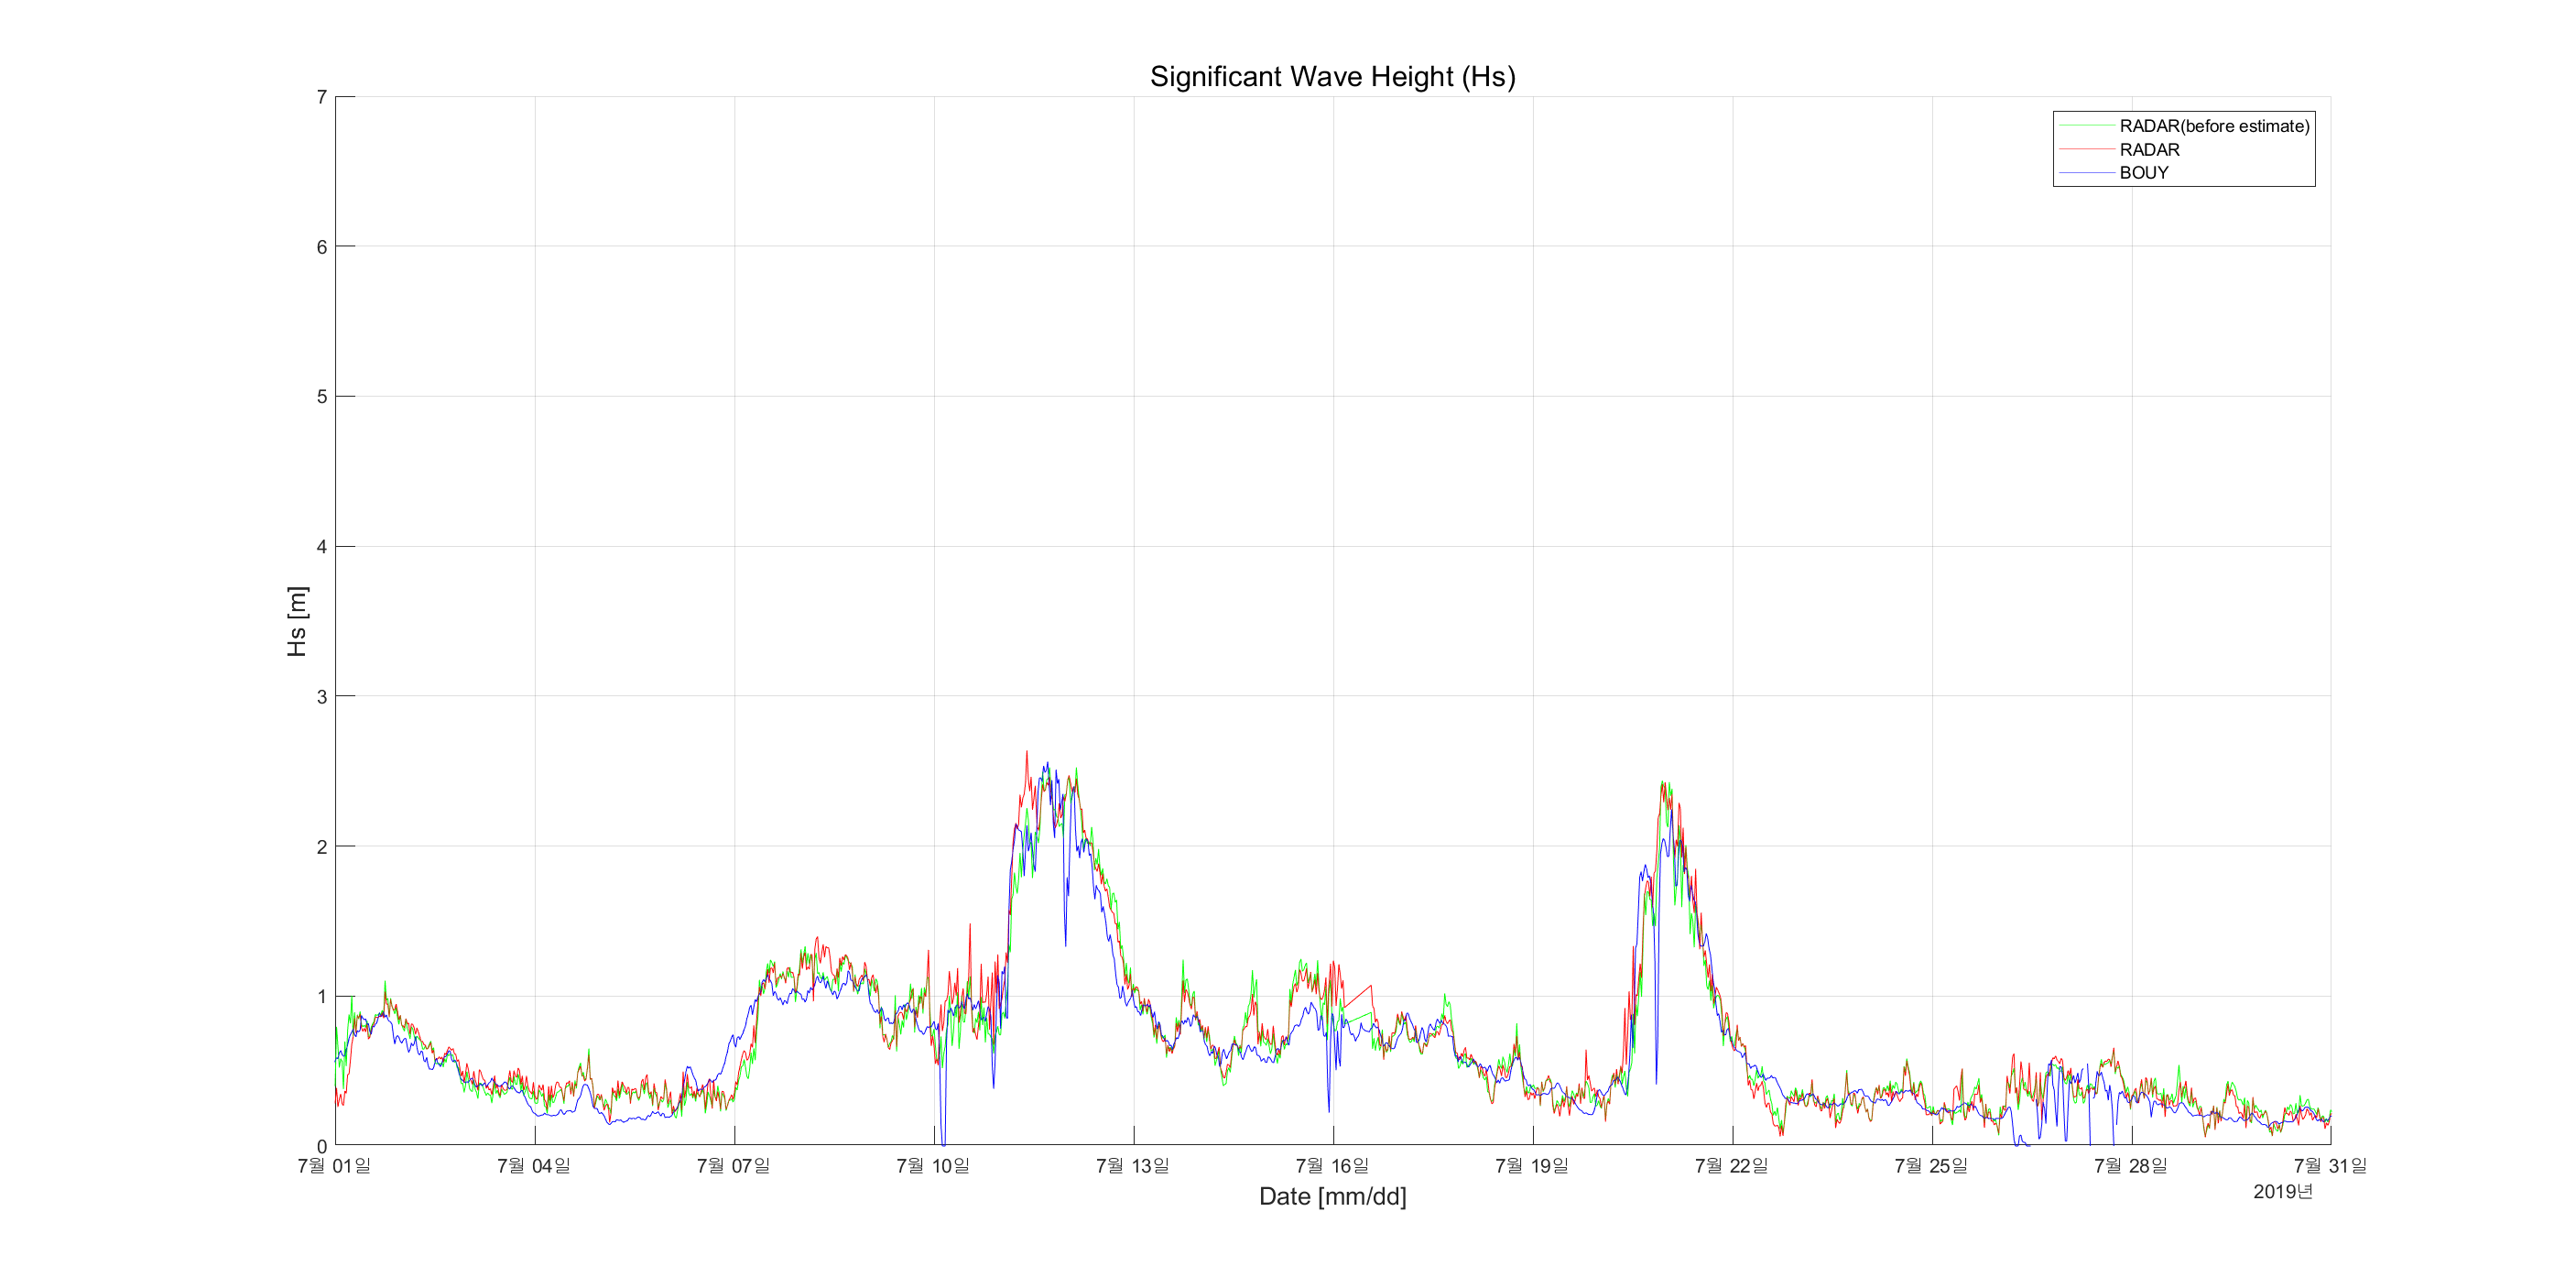 Significant Wave Height (Hs)
RADAR(before estimate)
RADAR
BOUY
7
6
5
4
3
2
1
0
Hs [m]
7월 01일 7월 04일 7월 07일 7월 10일 7월 13일 7월 16일 7월 19일 7월 22일 7월 25일 7월 28일 7월 31일
2019년
Date [mm/dd]